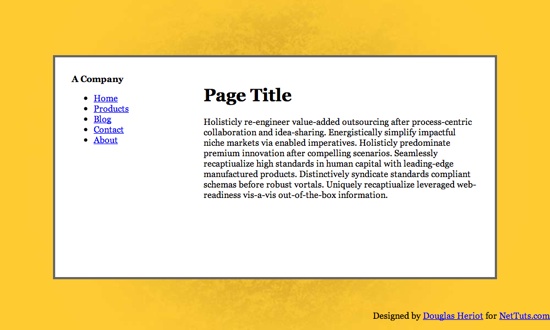 A Company
Home
Products
Blog
Contact
About
Page Title
Holisticly re-engineer value-added outsourcing after process-centric
collaboration and idea-sharing. Energistically simplify impactful
niche markets via enabled imperatives. Holisticly predominate
premium innovation after compelling scenarios. Seamlessly
recaptiualize high standards in human capital with leading-edge
manufactured products. Distinctively syndicate standards compliant
schemas before robust vortals. Uniquely recaptiualize leveraged web-
readiness vis-a-vis out-of-the-box information.
Designed by Douglas Heriot for NetTuts.com